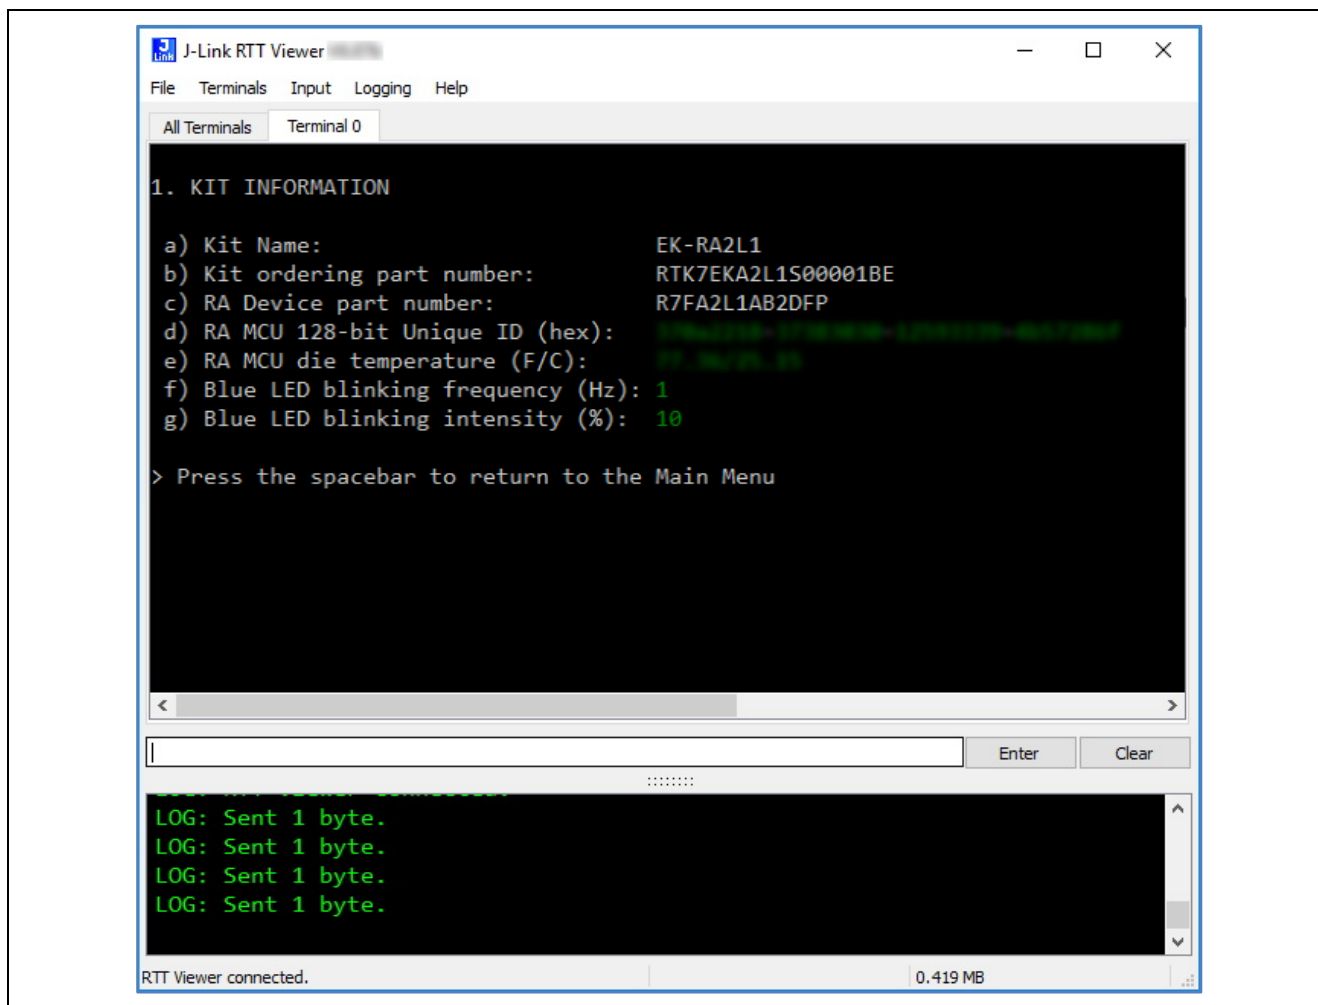 J-Link RTT Viewer
File Terminals Input Logging Help
All Terminals Terminal 0
1. KIT INFORMATION
a) Kit Name: EK-RA2L1
b) Kit ordering part number: RTK7EKA2L1S00001BE
c) RA Device part number: R7FA2L1AB2DFP
d) RA MCU 128-bit Unique ID (hex):
e) RA MCU die temperature (F/C):
f) Blue LED blinking frequency (Hz): 1
g) Blue LED blinking intensity (%): 10
> Press the spacebar to return to the Main Menu
Enter Clear
LOG: Sent 1 byte.
LOG: Sent 1 byte.
LOG: Sent 1 byte.
LOG: Sent 1 byte.
RTT Viewer connected. 0.419 MB